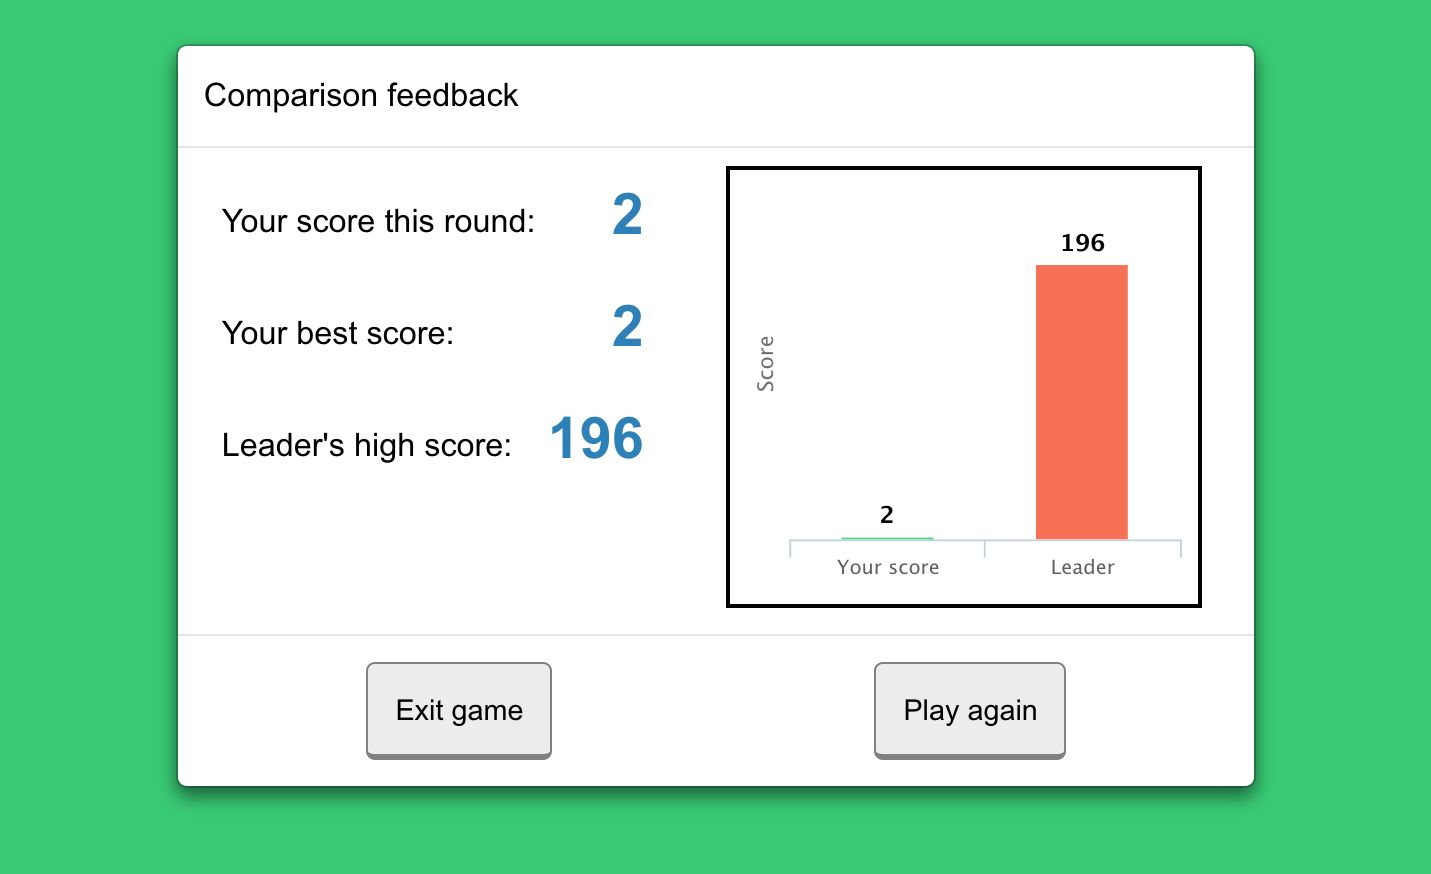 Comparison feedback
Your score this round: 2
Your best score: 2
Leader's high score: 196
196
Score
2
Your score
Leader
Exit game
Play again